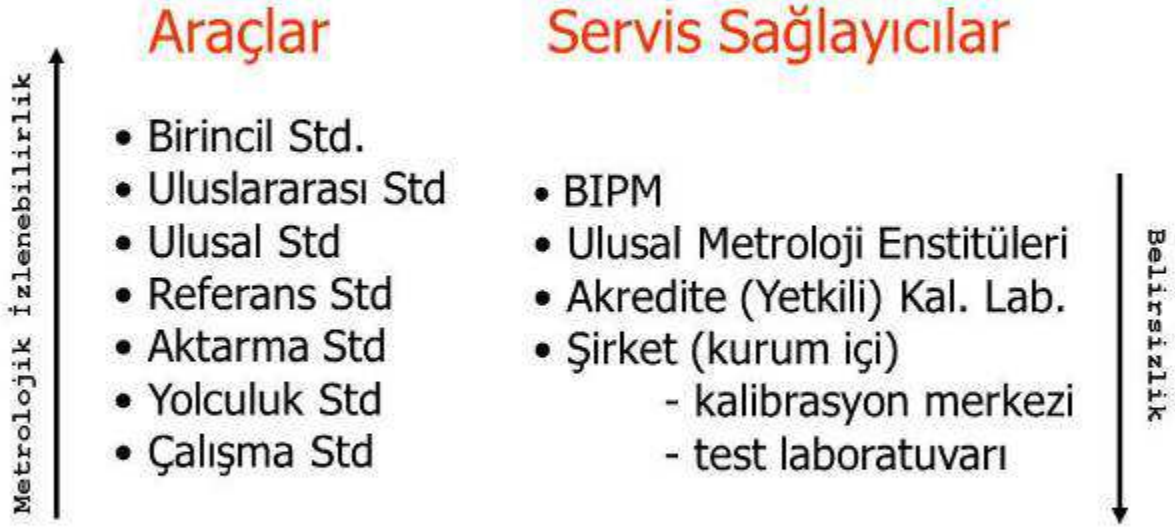 Araçlar
Servis Sağlayıcılar
Metrolojik İzlenebilirlik
• Birincil Std.
• Uluslararası Std
• Ulusal Std
• Referans Std
• Aktarma Std
• Yolculuk Std
• Çalışma Std
• BIPM
• Ulusal Metroloji Enstitüleri
• Akredite (Yetkili) Kal. Lab.
• Şirket (kurum içi)
- kalibrasyon merkezi
- test laboratuvarı
Belirsizlik